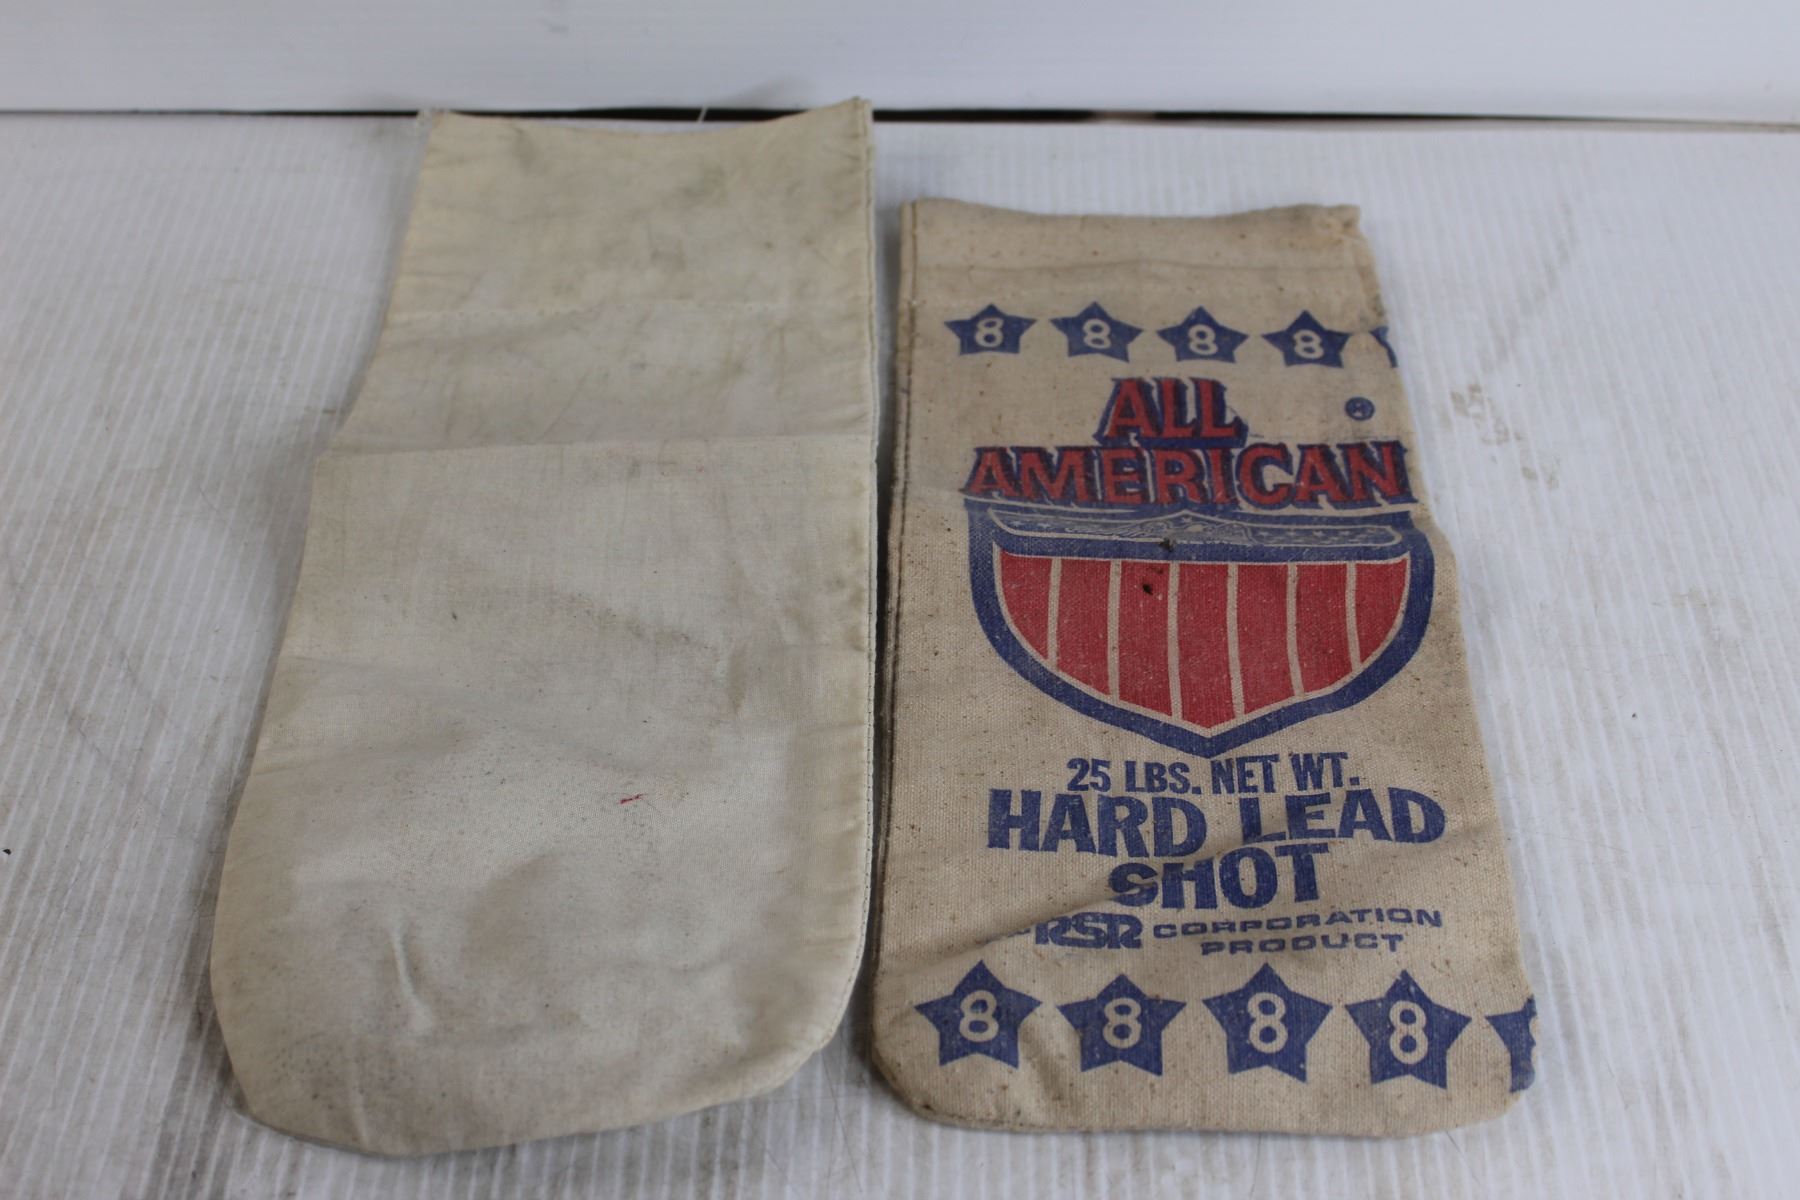 8 8 8 8
ALL
AMERICAN
25 LBS. NET WT.
HARD LEAD
SHOT
RSR CORPORATION
PRODUCT
8 8 8 8